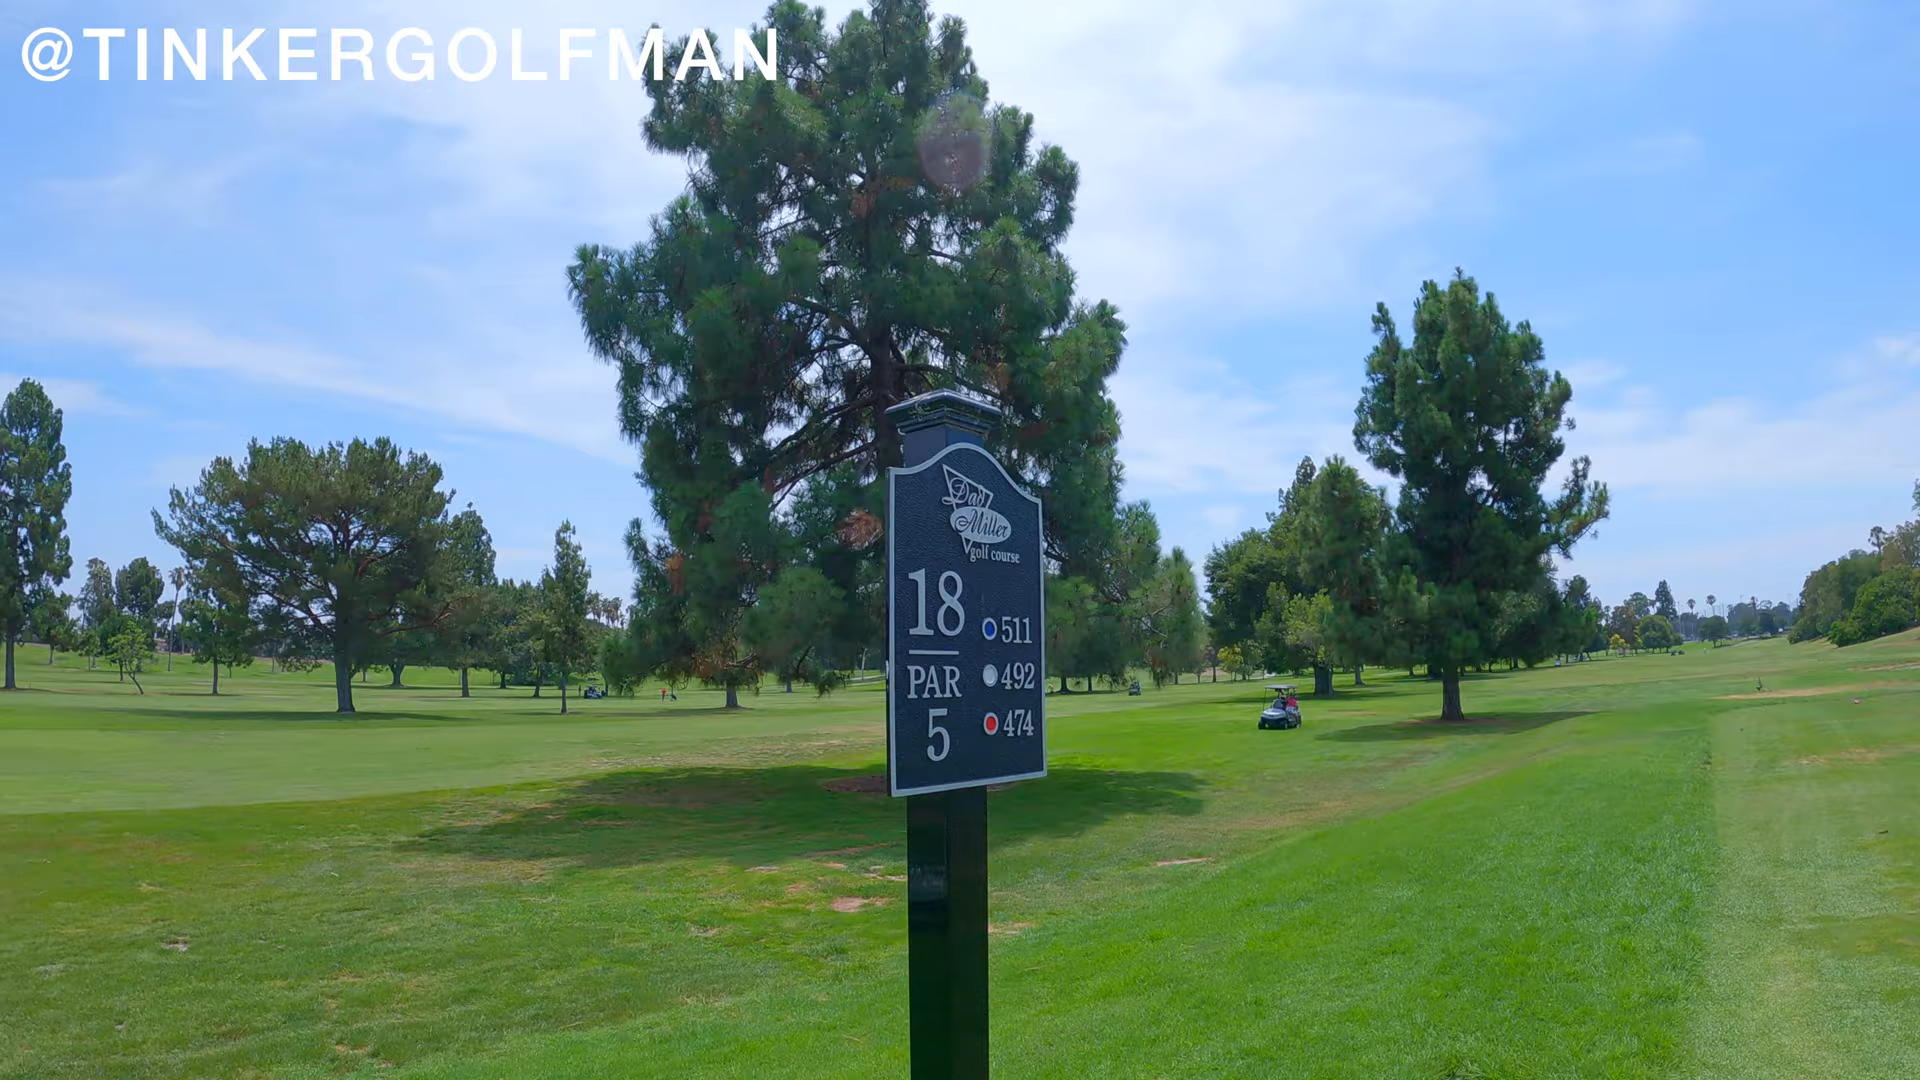 @TINKERGOLFMAN
Dad
Miller
golf course
18
PAR
5
511
492
474